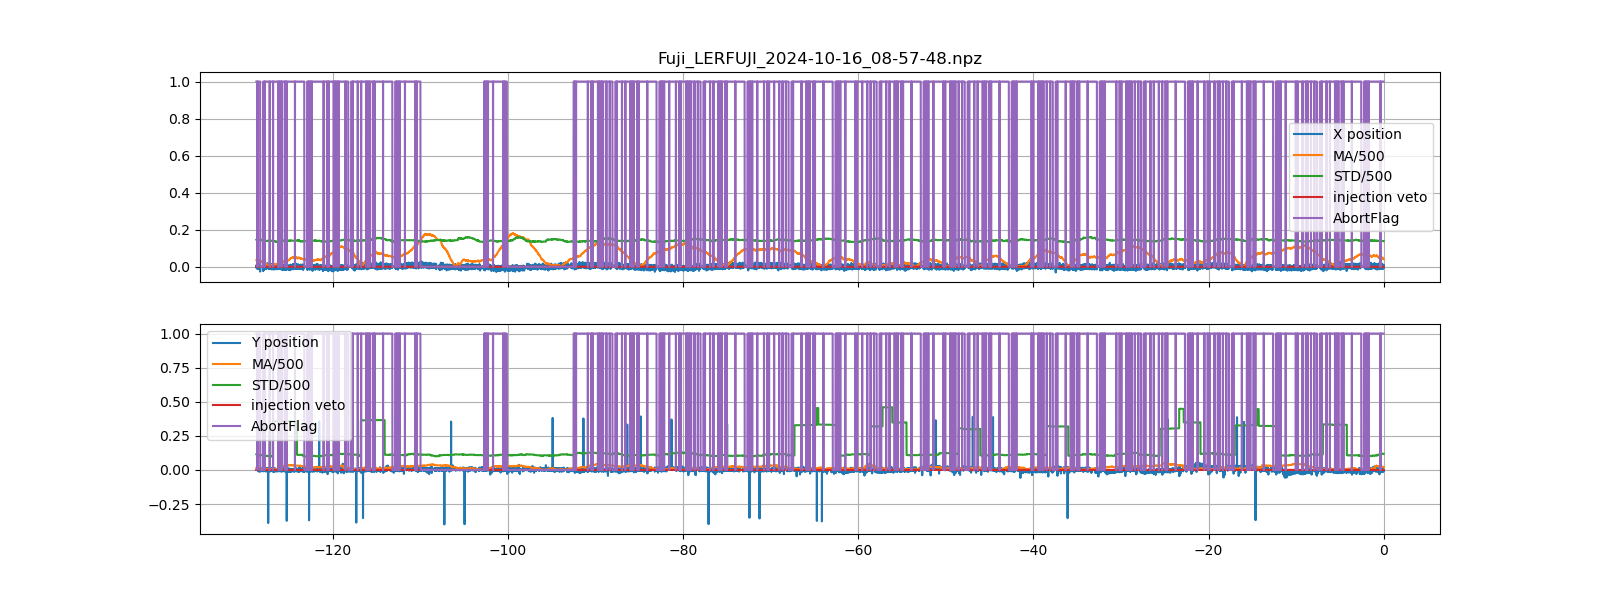 Fuji_LERFUJI_2024-10-16_08-57-48.npz
1.0
0.8
0.6
0.4
0.2
0.0
X position
MA/500
STD/500
injection veto
AbortFlag
1.00
0.75
0.50
0.25
0.00
−0.25
Y position
MA/500
STD/500
injection veto
AbortFlag
−120 −100 −80 −60 −40 −20 0